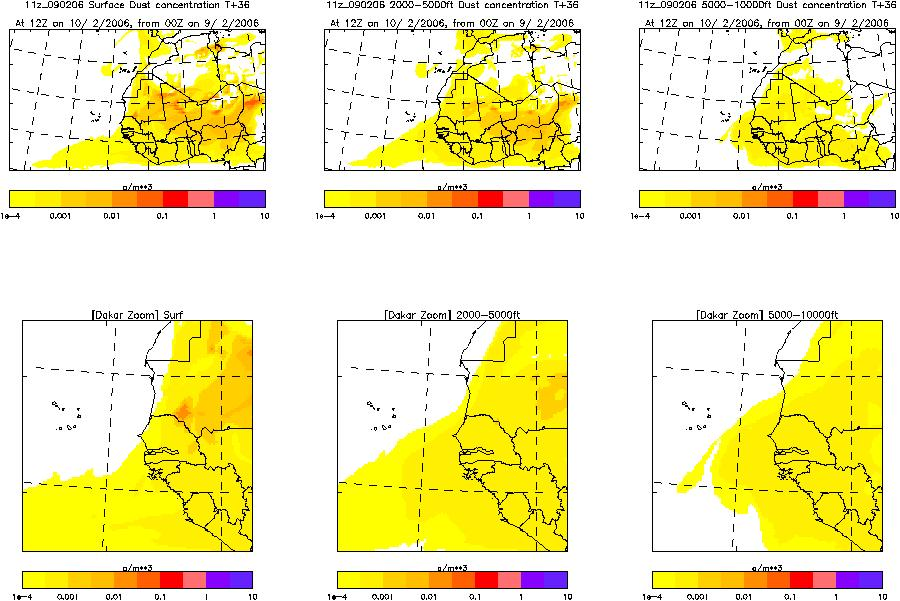 11z_090206 Surface Dust concentration T+36
At 12Z on 10/ 2/2006, from 00Z on 9/ 2/2006
11z_090206 2000-5000ft Dust concentration T+36
At 12Z on 10/ 2/2006, from 00Z on 9/ 2/2006
11z_090206 5000-10000ft Dust concentration T+36
At 12Z on 10/ 2/2006, from 00Z on 9/ 2/2006
g/m**3
1e-4 0.001 0.01 0.1 1 10
g/m**3
1e-4 0.001 0.01 0.1 1 10
g/m**3
1e-4 0.001 0.01 0.1 1 10
[Dakar Zoom] Surf
[Dakar Zoom] 2000-5000ft
[Dakar Zoom] 5000-10000ft
g/m**3
1e-4 0.001 0.01 0.1 1 10
g/m**3
1e-4 0.001 0.01 0.1 1 10
g/m**3
1e-4 0.001 0.01 0.1 1 10